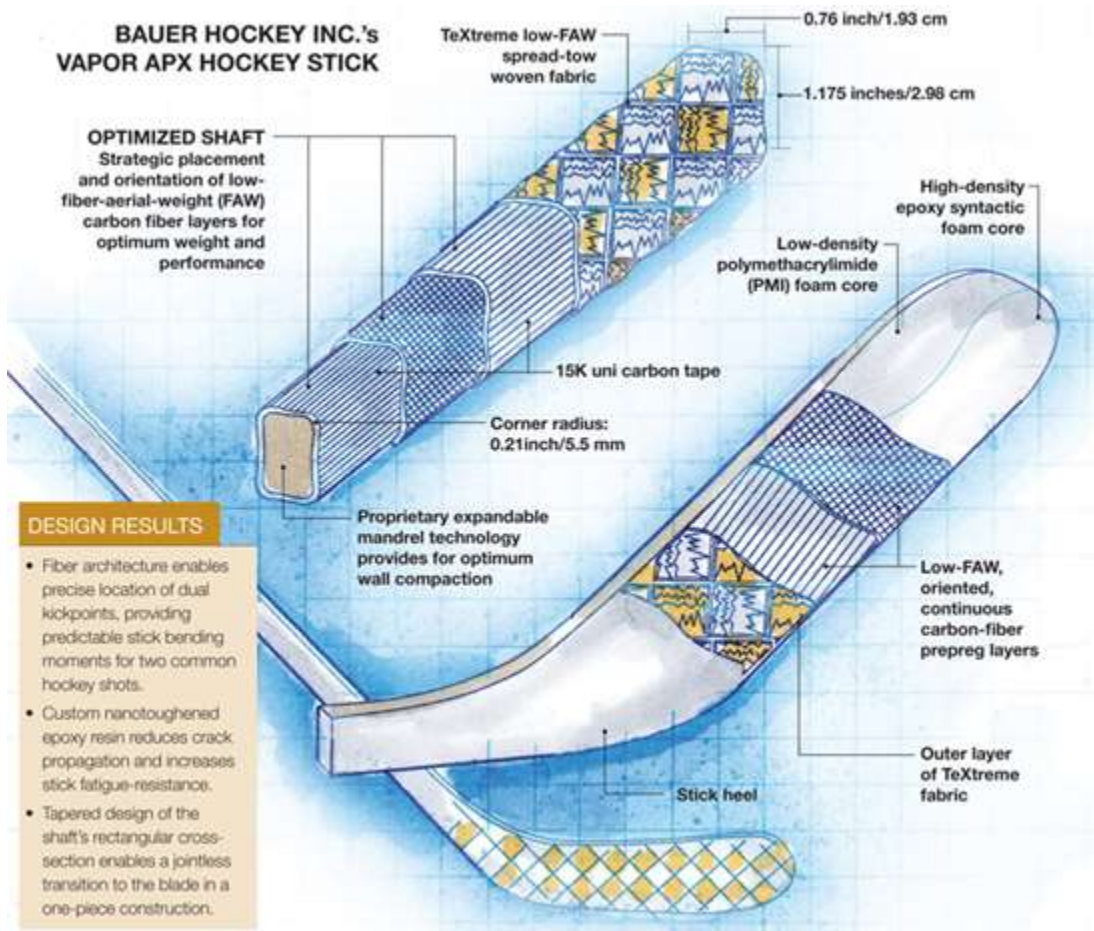 BAUER HOCKEY INC.'s
VAPOR APX HOCKEY STICK
TeXtreme low-FAW
spread-tow
woven fabric
0.76 inch/1.93 cm
1.175 inches/2.98 cm
OPTIMIZED SHAFT
Strategic placement
and orientation of low-
fiber-aerial-weight (FAW)
carbon fiber layers for
optimum weight and
performance
High-density
epoxy syntactic
foam core
Low-density
polymethacrylimide
(PMI) foam core
15K uni carbon tape
Corner radius:
0.21inch/5.5 mm
Proprietary expandable
mandrel technology
provides for optimum
wall compaction
DESIGN RESULTS
• Fiber architecture enables
precise location of dual
kickpoints, providing
predictable stick bending
moments for two common
hockey shots.
• Custom nanotoughened
epoxy resin reduces crack
propagation and increases
stick fatigue-resistance.
• Tapered design of the
shaft's rectangular cross-
section enables a jointless
transition to the blade in a
one-piece construction.
Low-FAW,
oriented,
continuous
carbon-fiber
prepreg layers
Outer layer
of TeXtreme
fabric
Stick heel